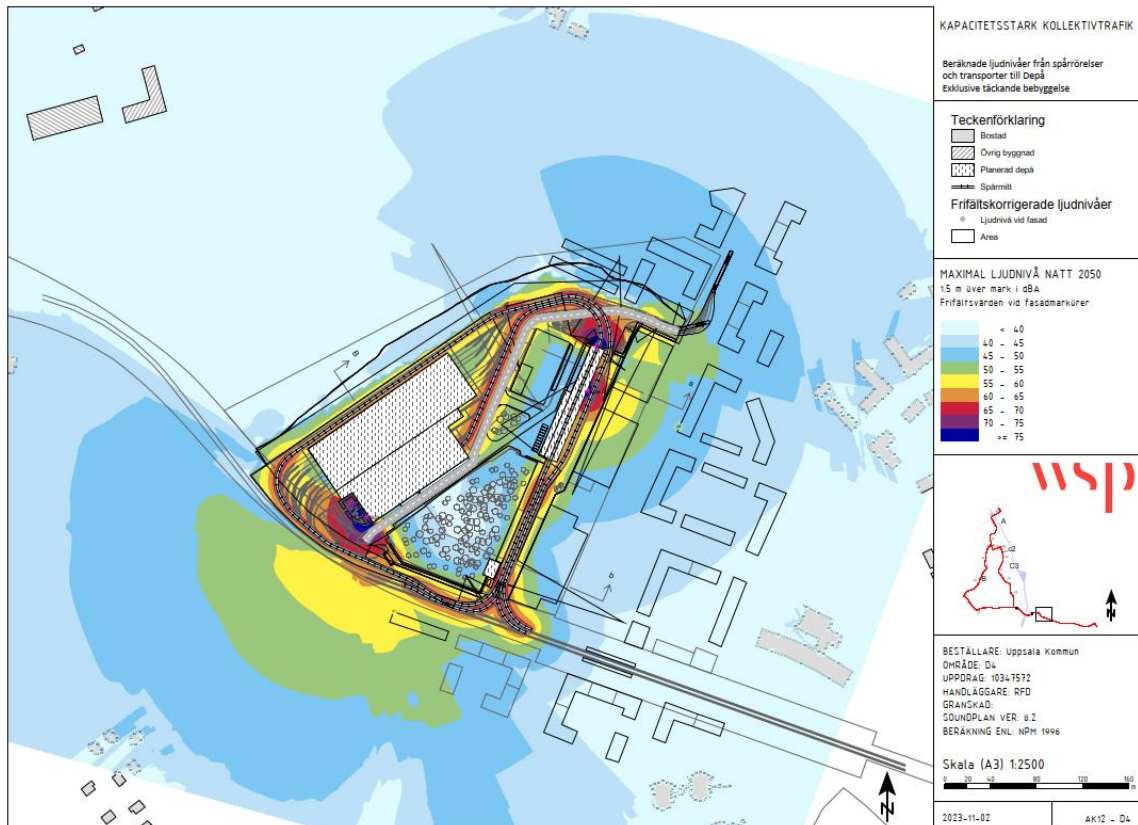 KAPACITETSSTARK KOLLEKTIVTRAFIK
Beräknade ljudnivåer från spårrörelser
och transporter till Depå
Exklusive täckande bebyggelse
Teckenförklaring
Bostad
Övrig byggnad
Planerad depå
Spårmitt
Frifältskorrigerade ljudnivåer
Ljudnivå vid fasad
Area
MAXIMAL LJUDNIVÅ NATT 2050
1.5 m över mark i dBA
Frifältsvärden vid fasadmarkörer
< 40
40 - 45
45 - 50
50 - 55
55 - 60
60 - 65
65 - 70
70 - 75
>= 75
wsp
A
c2
B
C3
N
BESTÄLLARE: Uppsala Kommun
OMRÅDE: D4
UPPDRAG: 10347572
HANDLÄGGARE: RFD
GRANSKAD:
SOUNDPLAN VER: 8.2
BERÄKNING ENL: NPM 1996
Skala (A3) 1:2500
0 20 40 80 120 160
m
N
2023-11-02
AK12 - D4